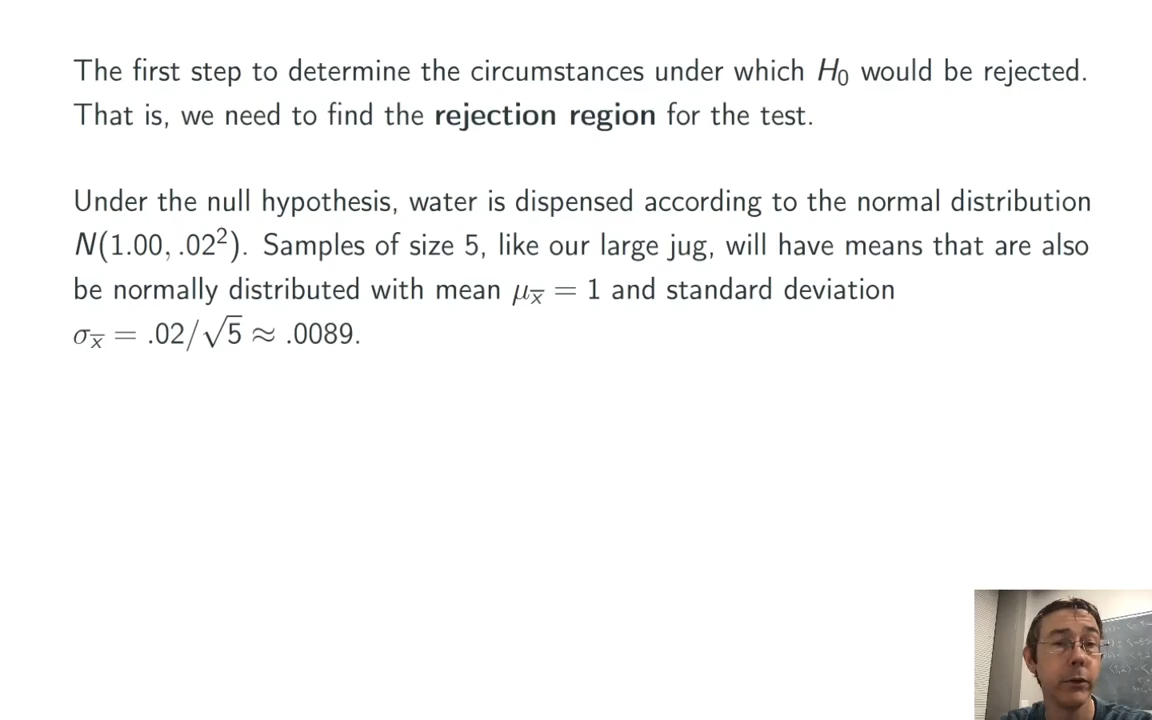 The first step to determine the circumstances under which H₀ would be rejected.
That is, we need to find the rejection region for the test.
Under the null hypothesis, water is dispensed according to the normal distribution
N(1.00, .02²). Samples of size 5, like our large jug, will have means that are also
be normally distributed with mean μ_x̅ = 1 and standard deviation
σ_x̅ = .02/√5 ≈ .0089.